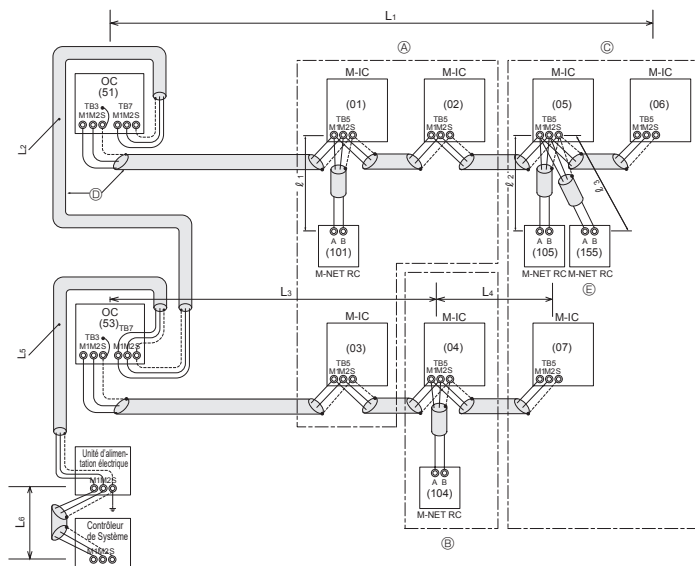 L1
Ⓐ
Ⓒ
M-IC
M-IC
M-IC
M-IC
OC
(51)
TB3
TB7
M1M2S
M1M2S
(01)
TB5
M1M2S
(02)
TB5
M1M2S
(05)
TB5
M1M2S
(06)
TB5
M1M2S
L2
Ⓓ
ℓ1
ℓ2
ℓ3
A B
(101)
M-NET RC
A B
(105)
M-NET RC
A B
(155)
M-NET RC
Ⓔ
L3
L4
OC
(53)
TB3
TB7
M1M2S
M1M2S
M-IC
M-IC
M-IC
(03)
TB5
M1M2S
(04)
TB5
M1M2S
(07)
TB5
M1M2S
L5
Unité d'alimen-
tation électrique
M1M2S
A B
(104)
M-NET RC
L6
Contrôleur
de Système
M1M2S
Ⓑ